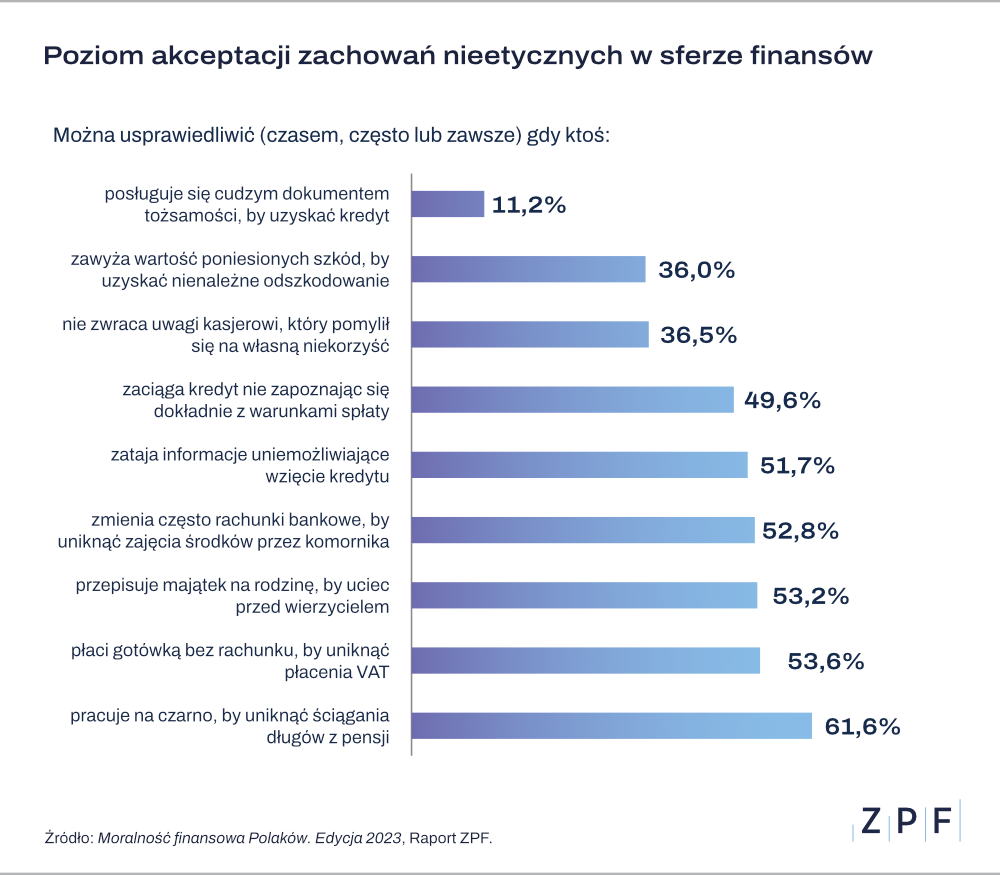 Poziom akceptacji zachowań nieetycznych w sferze finansów
Można usprawiedliwić (czasem, często lub zawsze) gdy ktoś:
posługuje się cudzym dokumentem
tożsamości, by uzyskać kredyt
11,2%
zawyża wartość poniesionych szkód, by
uzyskać nienależne odszkodowanie
36,0%
nie zwraca uwagi kasjerowi, który pomylił
się na własną niekorzyść
36,5%
zaciąga kredyt nie zapoznając się
dokładnie z warunkami spłaty
49,6%
zataja informacje uniemożliwiające
wzięcie kredytu
51,7%
zmienia często rachunki bankowe, by
uniknąć zajęcia środków przez komornika
52,8%
przepisuje majątek na rodzinę, by uciec
przed wierzycielem
53,2%
płaci gotówką bez rachunku, by uniknąć
płacenia VAT
53,6%
pracuje na czarno, by uniknąć ściągania
długów z pensji
61,6%
Źródło: Moralność finansowa Polaków. Edycja 2023, Raport ZPF.
ZPF